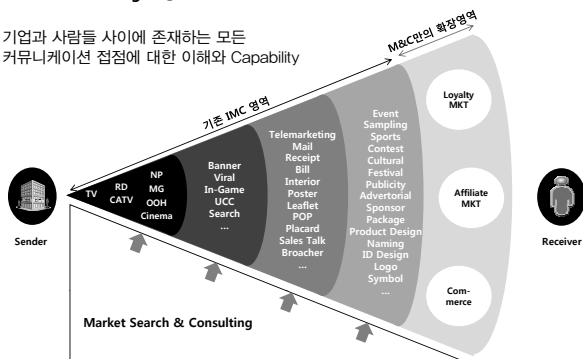 기업과 사람들 사이에 존재하는 모든
커뮤니케이션 접점에 대한 이해와 Capability
M&C만의 확장영역
기존 IMC 영역
TV
RD
CATV
NP
MG
OOH
Cinema
Banner
Viral
In-Game
UCC
Search
...
Telemarketing
Mail
Receipt
Bill
Interior
Poster
Leaflet
POP
Placard
Sales Talk
Broacher
...
Event
Sampling
Sports
Contest
Cultural
Festival
Publicity
Advertorial
Sponsor
Package
Product Design
Naming
ID Design
Logo
Symbol
...
Loyalty
MKT
Affiliate
MKT
Com-
merce
Sender
Receiver
Market Search & Consulting